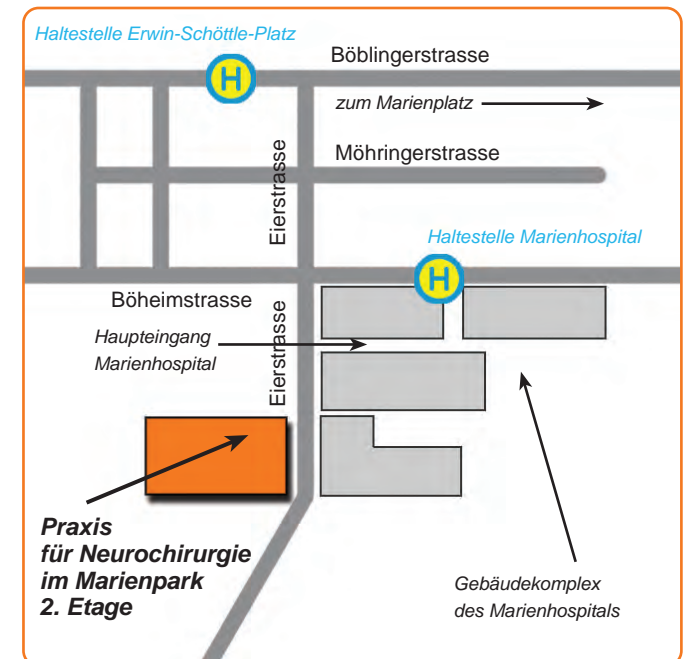 Haltestelle Erwin-Schöttle-Platz
H
Böblingerstrasse
zum Marienplatz
Möhringerstrasse
Eierstrasse
Haltestelle Marienhospital
H
Böheimstrasse
Haupteingang
Marienhospital
Eierstrasse
Praxis
für Neurochirurgie
im Marienpark
2. Etage
Gebäudekomplex
des Marienhospitals